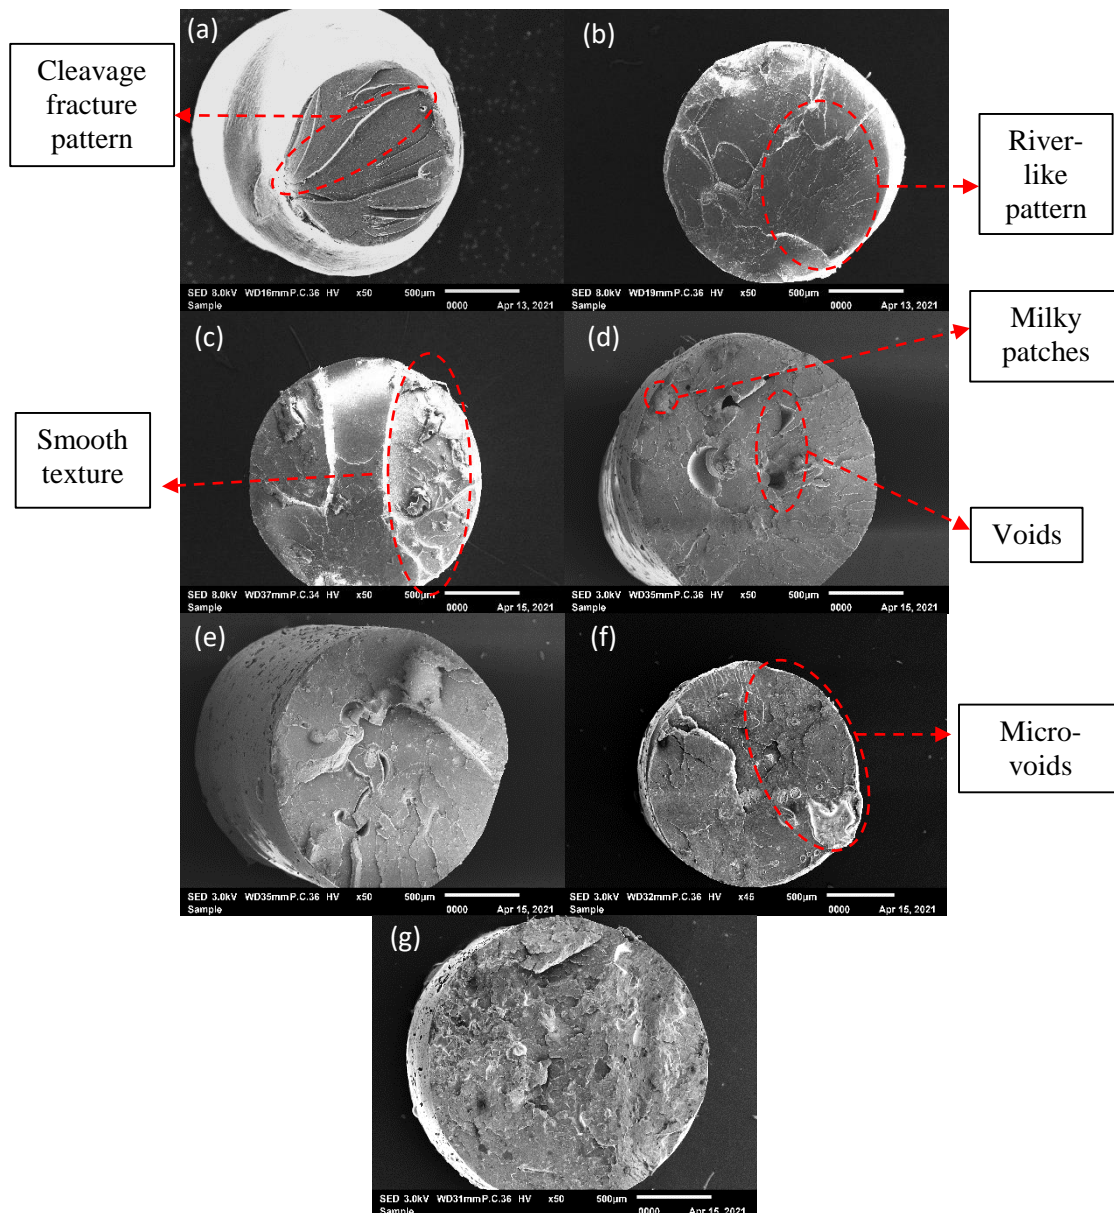 (a)
(b)
Cleavage
fracture
pattern
River-
like
pattern
SED 8.0kV WD16mmP.C.36 HV x50 500μm
Sample 0000 Apr 13, 2021
SED 8.0kV WD19mmP.C.36 HV x50 500μm
Sample 0000 Apr 13, 2021
(c)
(d)
Milky
patches
Smooth
texture
Voids
SED 8.0kV WD37mmP.C.34 HV x50 500μm
Sample 0000 Apr 15, 2021
SED 3.0kV WD35mmP.C.36 HV x50 500μm
Sample 0000 Apr 15, 2021
(e)
(f)
Micro-
voids
SED 3.0kV WD35mmP.C.36 HV x50 500μm
Sample 0000 Apr 15, 2021
SED 3.0kV WD32mmP.C.36 HV x45 500μm
Sample 0000 Apr 15, 2021
(g)
SED 3.0kV WD31mmP.C.36 HV x50 500μm
Sample 0000 Apr 15, 2021